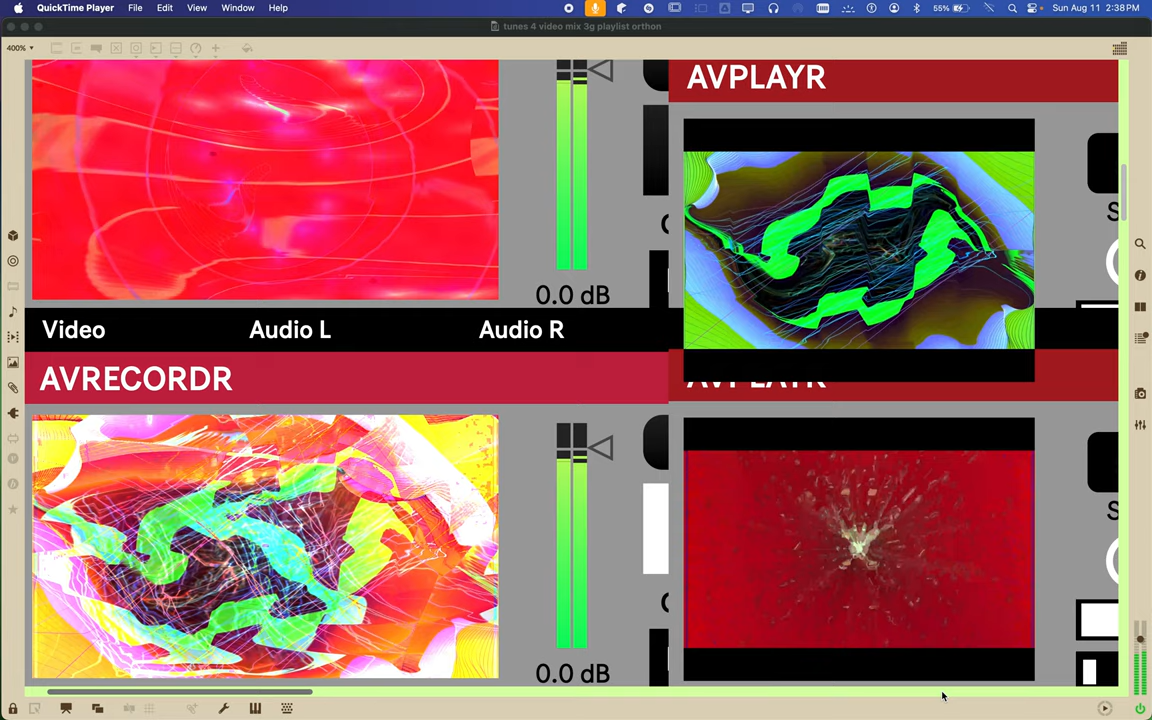 QuickTime Player File Edit View Window Help 55% Sun Aug 11 2:38 PM
tunes 4 video mix 3g playlist orthon
400%
AVPLAYR
0.0 dB
Video Audio L Audio R
AVRECORDR
AVPLAYR
0.0 dB